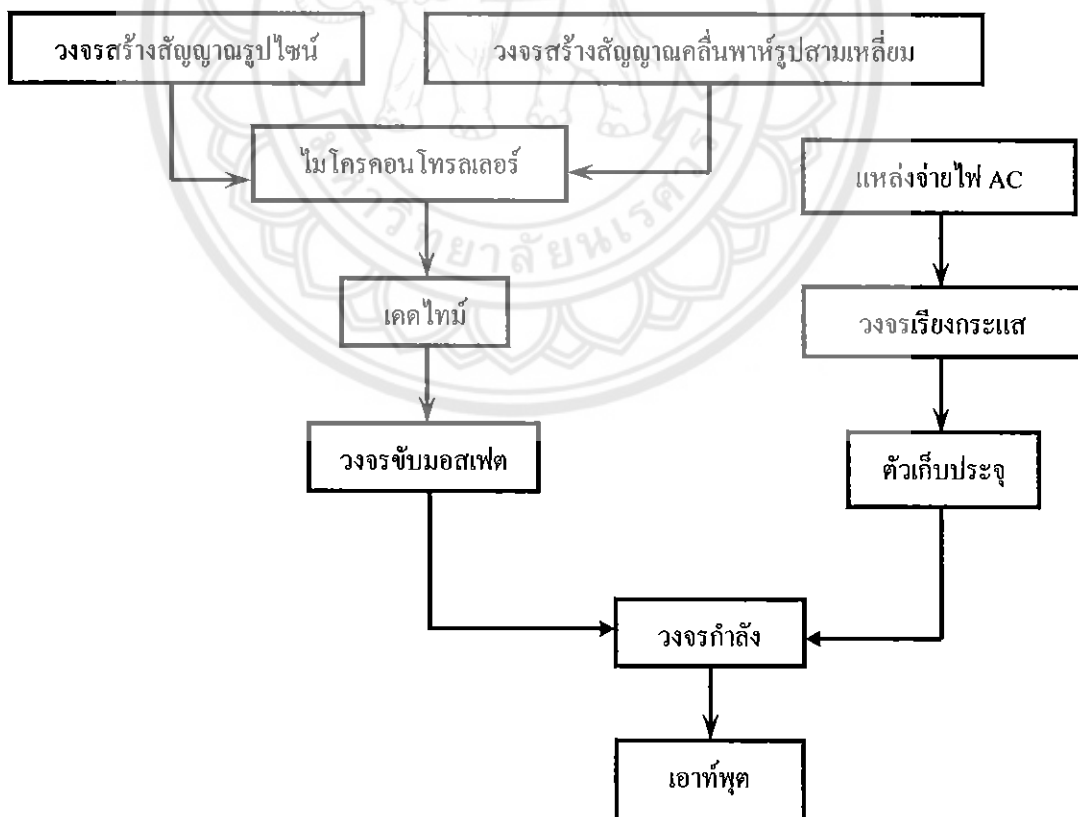 วงจรสร้างสัญญาณรูปไซน์
วงจรสร้างสัญญาณคลื่นพาห์รูปสามเหลี่ยม
ไมโครคอนโทรลเลอร์
แหล่งจ่ายไฟ AC
เดดไทม์
วงจรเรียงกระแส
วงจรขับมอสเฟต
ตัวเก็บประจุ
วงจรกำลัง
เอาท์พุต